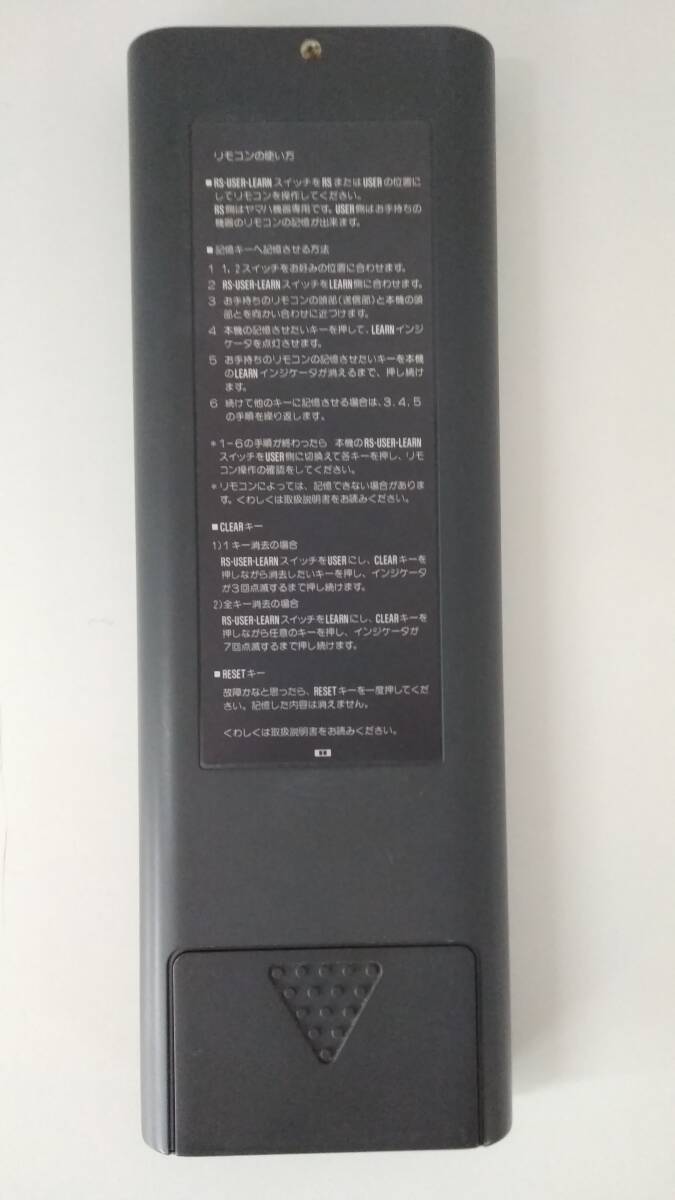 リモコンの使い方
■RS-USER-LEARNスイッチをRSまたはUSERの位置に
してリモコンを操作してください。
RS側はヤマハ機器専用です。USER側はお手持ちの
機器のリモコンの記憶が出来ます。
■記憶キーへ記憶させる方法
1 1,2スイッチをお好みの位置に合わせます。
2 RS-USER-LEARNスイッチをLEARN側に合わせます。
3 お手持ちのリモコンの頭部(送信部)と本機の頭
部とを向かい合わせに近づけます。
4 本機の記憶させたいキーを押して、LEARNインジ
ケータを点灯させます。
5 お手持ちのリモコンの記憶させたいキーを本機
のLEARNインジケータが消えるまで、押し続け
ます。
6 続けて他のキーに記憶させる場合は、3,4,5
の手順を繰り返します。
*1-6の手順が終わったら 本機のRS-USER-LEARN
スイッチをUSER側に切換えて各キーを押し、リモ
コン操作の確認をしてください。
*リモコンによっては、記憶できない場合がありま
す。くわしくは取扱説明書をお読みください。
■CLEARキー
1)1キー消去の場合
RS-USER-LEARNスイッチをUSERにし、CLEARキーを
押しながら消去したいキーを押し、インジケータ
が3回点滅するまで押し続けます。
2)全キー消去の場合
RS-USER-LEARNスイッチをLEARNにし、CLEARキーを
押しながら任意のキーを押し、インジケータが
7回点滅するまで押し続けます。
■RESETキー
故障かなと思ったら、RESETキーを一度押してくだ
さい。記憶した内容は消えません。
くわしくは取扱説明書をお読みください。